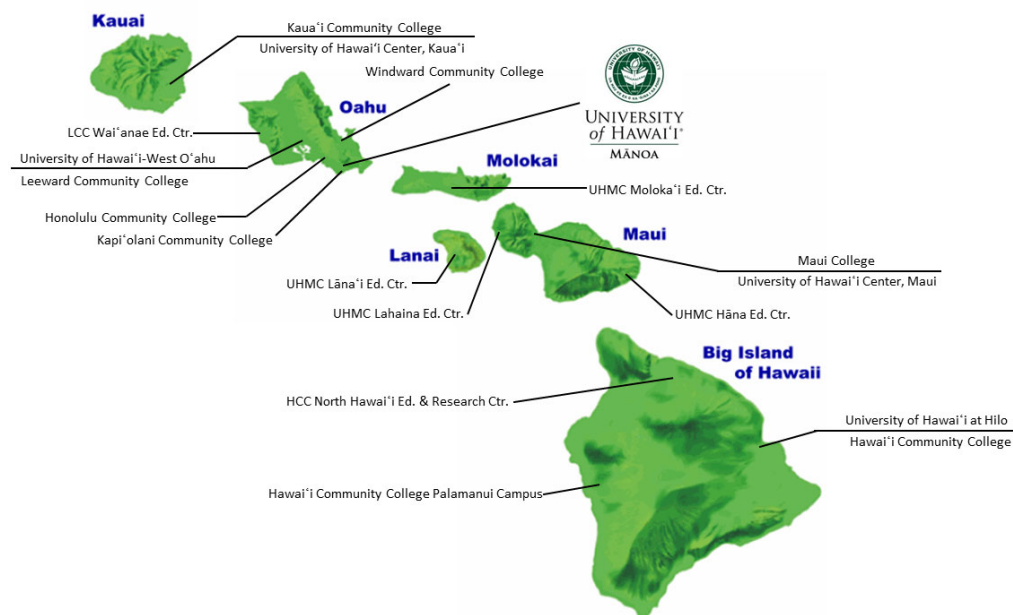 Kauai
Kauaʻi Community College
University of Hawaiʻi Center, Kauaʻi
Windward Community College
UNIVERSITY OF HAWAIʻI
Oahu
UNIVERSITY
of HAWAIʻI®
MĀNOA
LCC Waiʻanae Ed. Ctr.
University of Hawaiʻi-West Oʻahu
Leeward Community College
Molokai
UHMC Molokaʻi Ed. Ctr.
Honolulu Community College
Kapiʻolani Community College
Maui
Lanai
Maui College
University of Hawaiʻi Center, Maui
UHMC Lānaʻi Ed. Ctr.
UHMC Lahaina Ed. Ctr.
UHMC Hāna Ed. Ctr.
Big Island
of Hawaii
HCC North Hawaiʻi Ed. & Research Ctr.
University of Hawaiʻi at Hilo
Hawaiʻi Community College
Hawaiʻi Community College Palamanui Campus